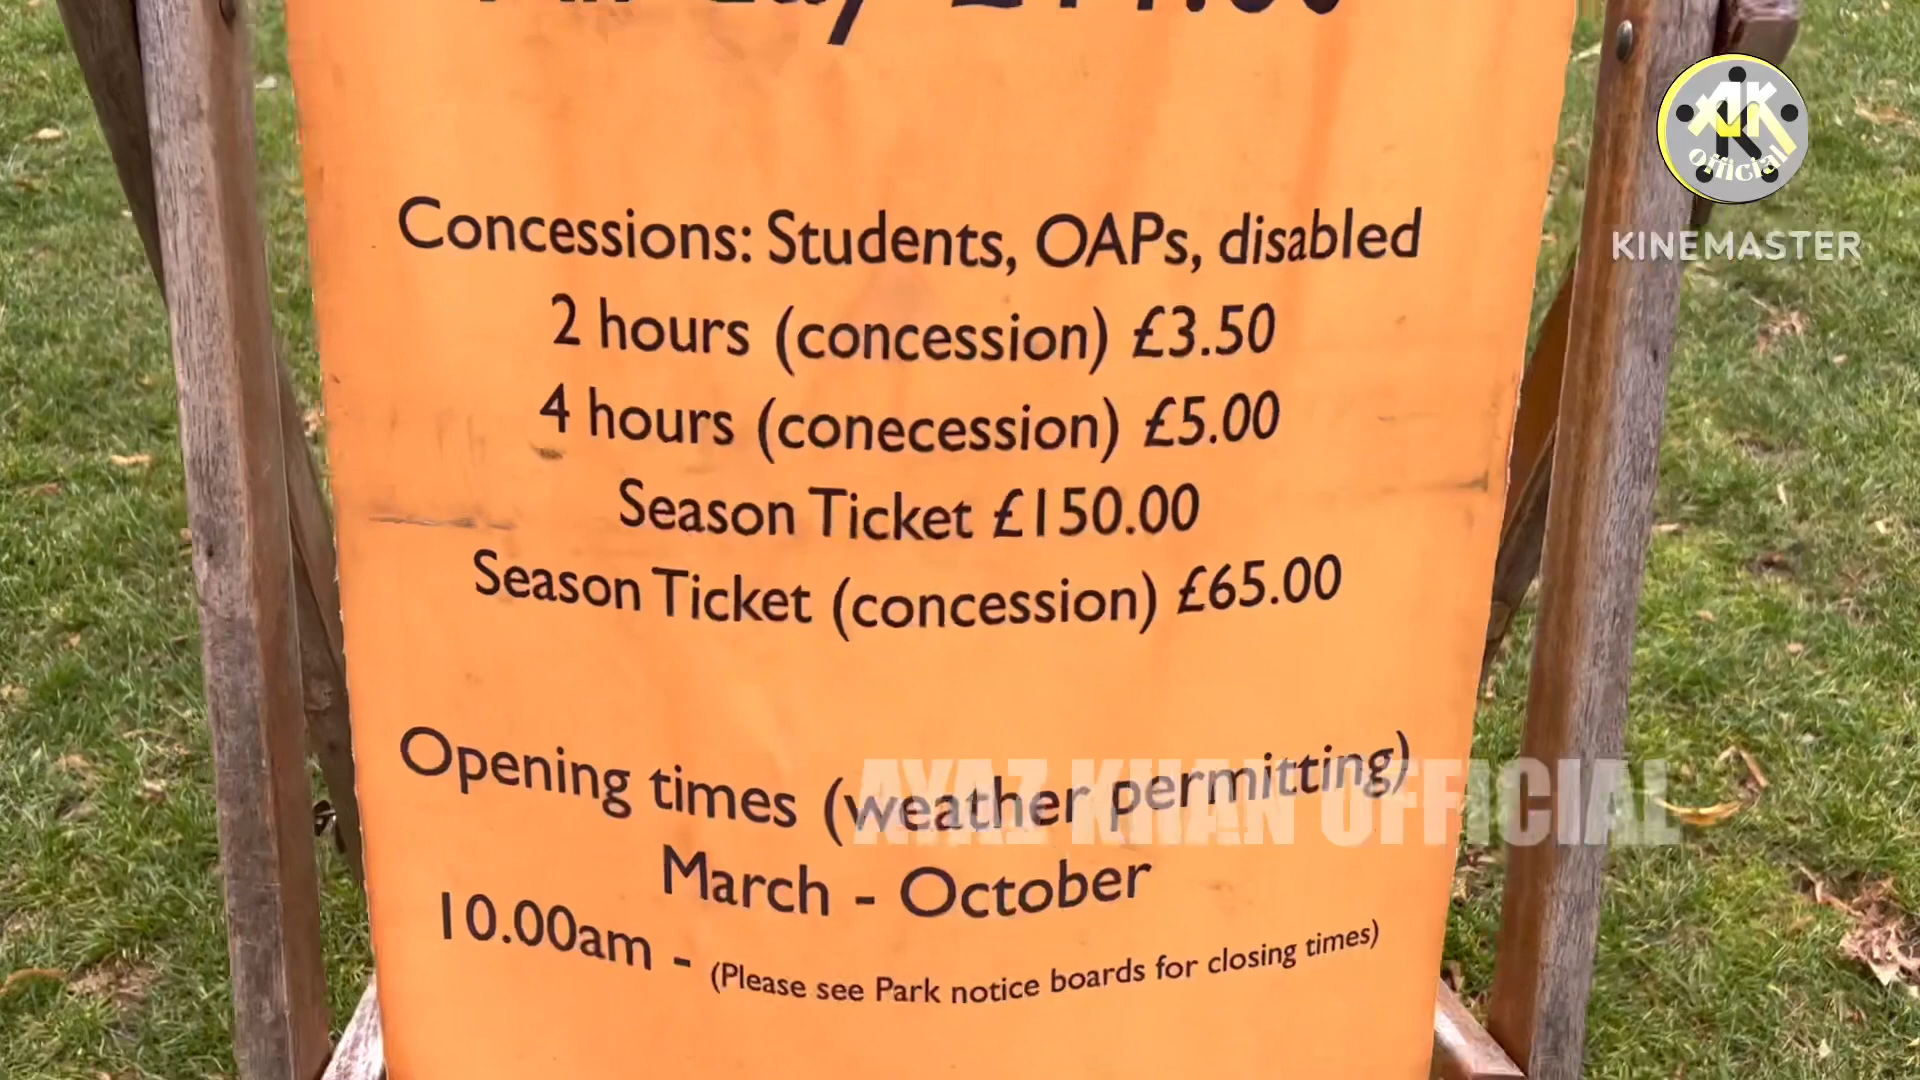 Concessions: Students, OAPs, disabled
2 hours (concession) £3.50
4 hours (conecession) £5.00
Season Ticket £150.00
Season Ticket (concession) £65.00
Opening times (weather permitting)
March - October
10.00am - (Please see Park notice boards for closing times)
AK
Official
KINEMASTER
AYAZ KHAN OFFICIAL